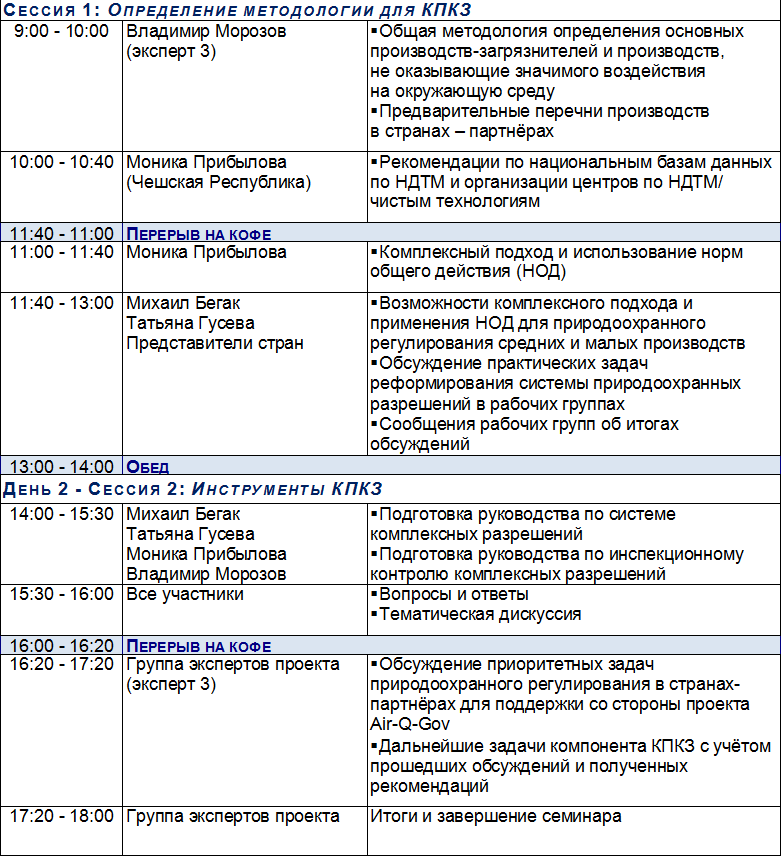 СЕССИЯ 1: ОПРЕДЕЛЕНИЕ МЕТОДОЛОГИИ ДЛЯ КПКЗ
9:00 - 10:00
Владимир Морозов
(эксперт 3)
▪Общая методология определения основных
производств-загрязнителей и производств,
не оказывающие значимого воздействия
на окружающую среду
▪Предварительные перечни производств
в странах – партнёрах
10:00 - 10:40
Моника Прибылова
(Чешская Республика)
▪Рекомендации по национальным базам данных
по НДТМ и организации центров по НДТМ/
чистым технологиям
11:40 - 11:00
ПЕРЕРЫВ НА КОФЕ
11:00 - 11:40
Моника Прибылова
▪Комплексный подход и использование норм
общего действия (НОД)
11:40 - 13:00
Михаил Бегак
Татьяна Гусева
Представители стран
▪Возможности комплексного подхода и
применения НОД для природоохранного
регулирования средних и малых производств
▪Обсуждение практических задач
реформирования системы природоохранных
разрешений в рабочих группах
▪Сообщения рабочих групп об итогах
обсуждений
13:00 - 14:00
ОБЕД
ДЕНЬ 2 - СЕССИЯ 2: ИНСТРУМЕНТЫ КПКЗ
14:00 - 15:30
Михаил Бегак
Татьяна Гусева
Моника Прибылова
Владимир Морозов
▪Подготовка руководства по системе
комплексных разрешений
▪Подготовка руководства по инспекционному
контролю комплексных разрешений
15:30 - 16:00
Все участники
▪Вопросы и ответы
▪Тематическая дискуссия
16:00 - 16:20
ПЕРЕРЫВ НА КОФЕ
16:20 - 17:20
Группа экспертов проекта
(эксперт 3)
▪Обсуждение приоритетных задач
природоохранного регулирования в странах-
партнёрах для поддержки со стороны проекта
Air-Q-Gov
▪Дальнейшие задачи компонента КПКЗ с учётом
прошедших обсуждений и полученных
рекомендаций
17:20 - 18:00
Группа экспертов проекта
Итоги и завершение семинара